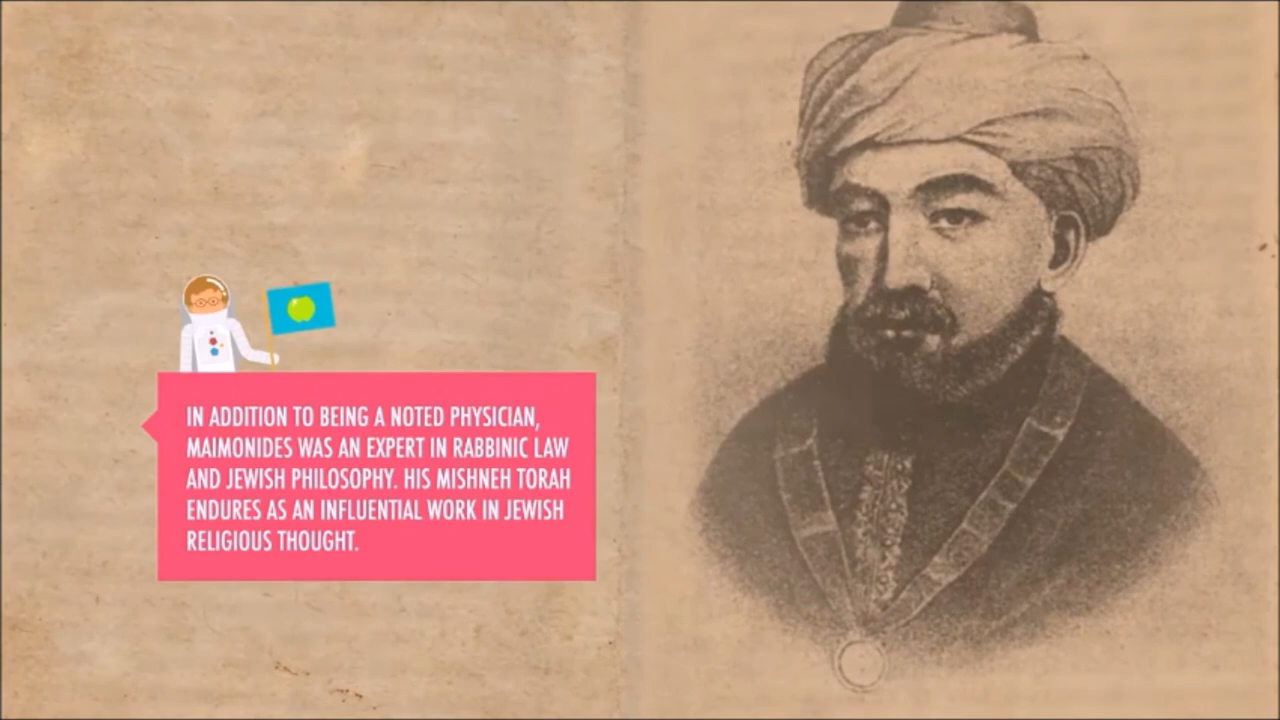 IN ADDITION TO BEING A NOTED PHYSICIAN,
MAIMONIDES WAS AN EXPERT IN RABBINIC LAW
AND JEWISH PHILOSOPHY. HIS MISHNEH TORAH
ENDURES AS AN INFLUENTIAL WORK IN JEWISH
RELIGIOUS THOUGHT.